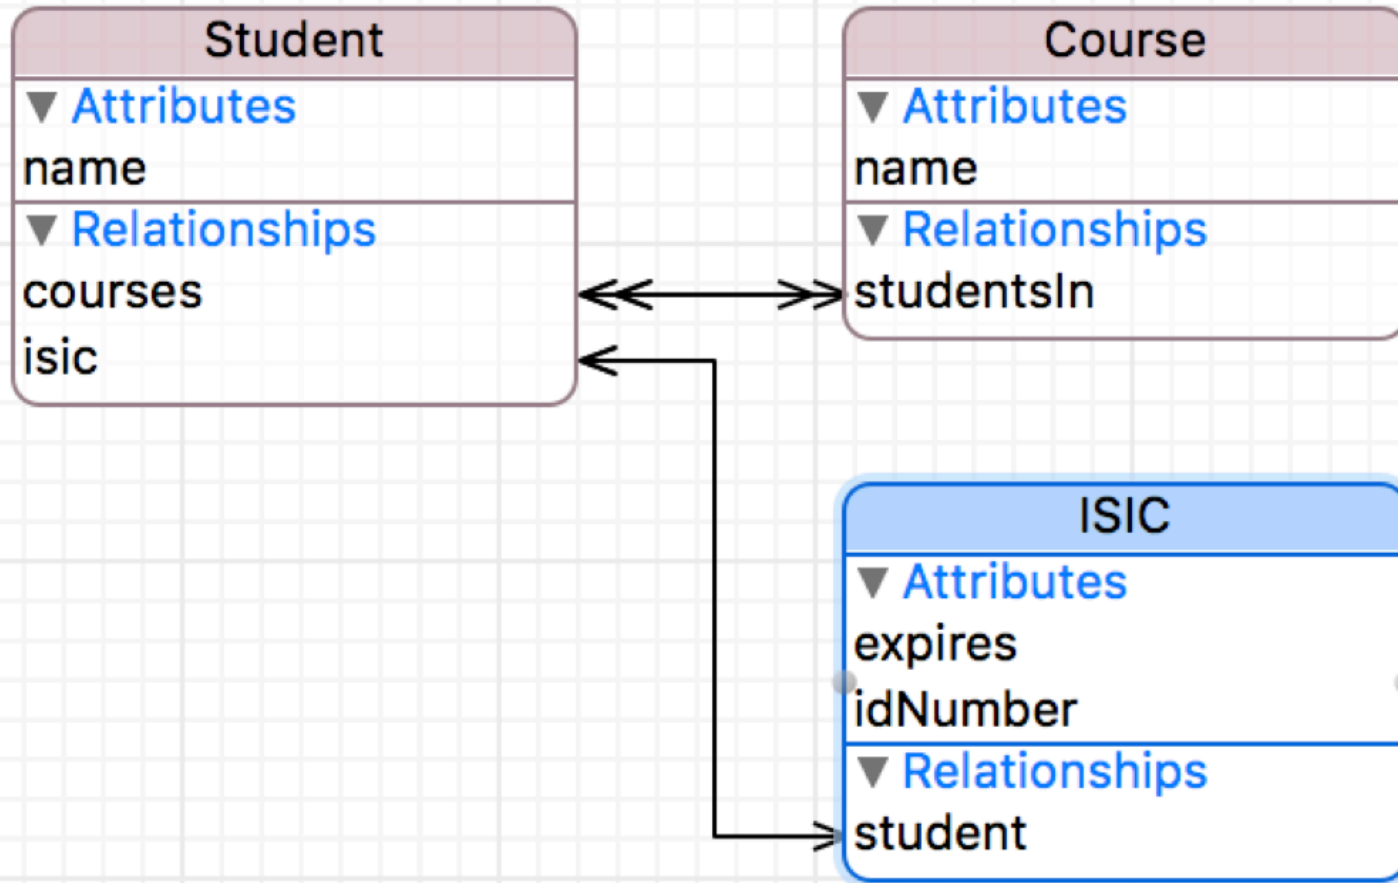 Student
▼ Attributes
name
▼ Relationships
courses
isic
Course
▼ Attributes
name
▼ Relationships
studentsIn
ISIC
▼ Attributes
expires
idNumber
▼ Relationships
student